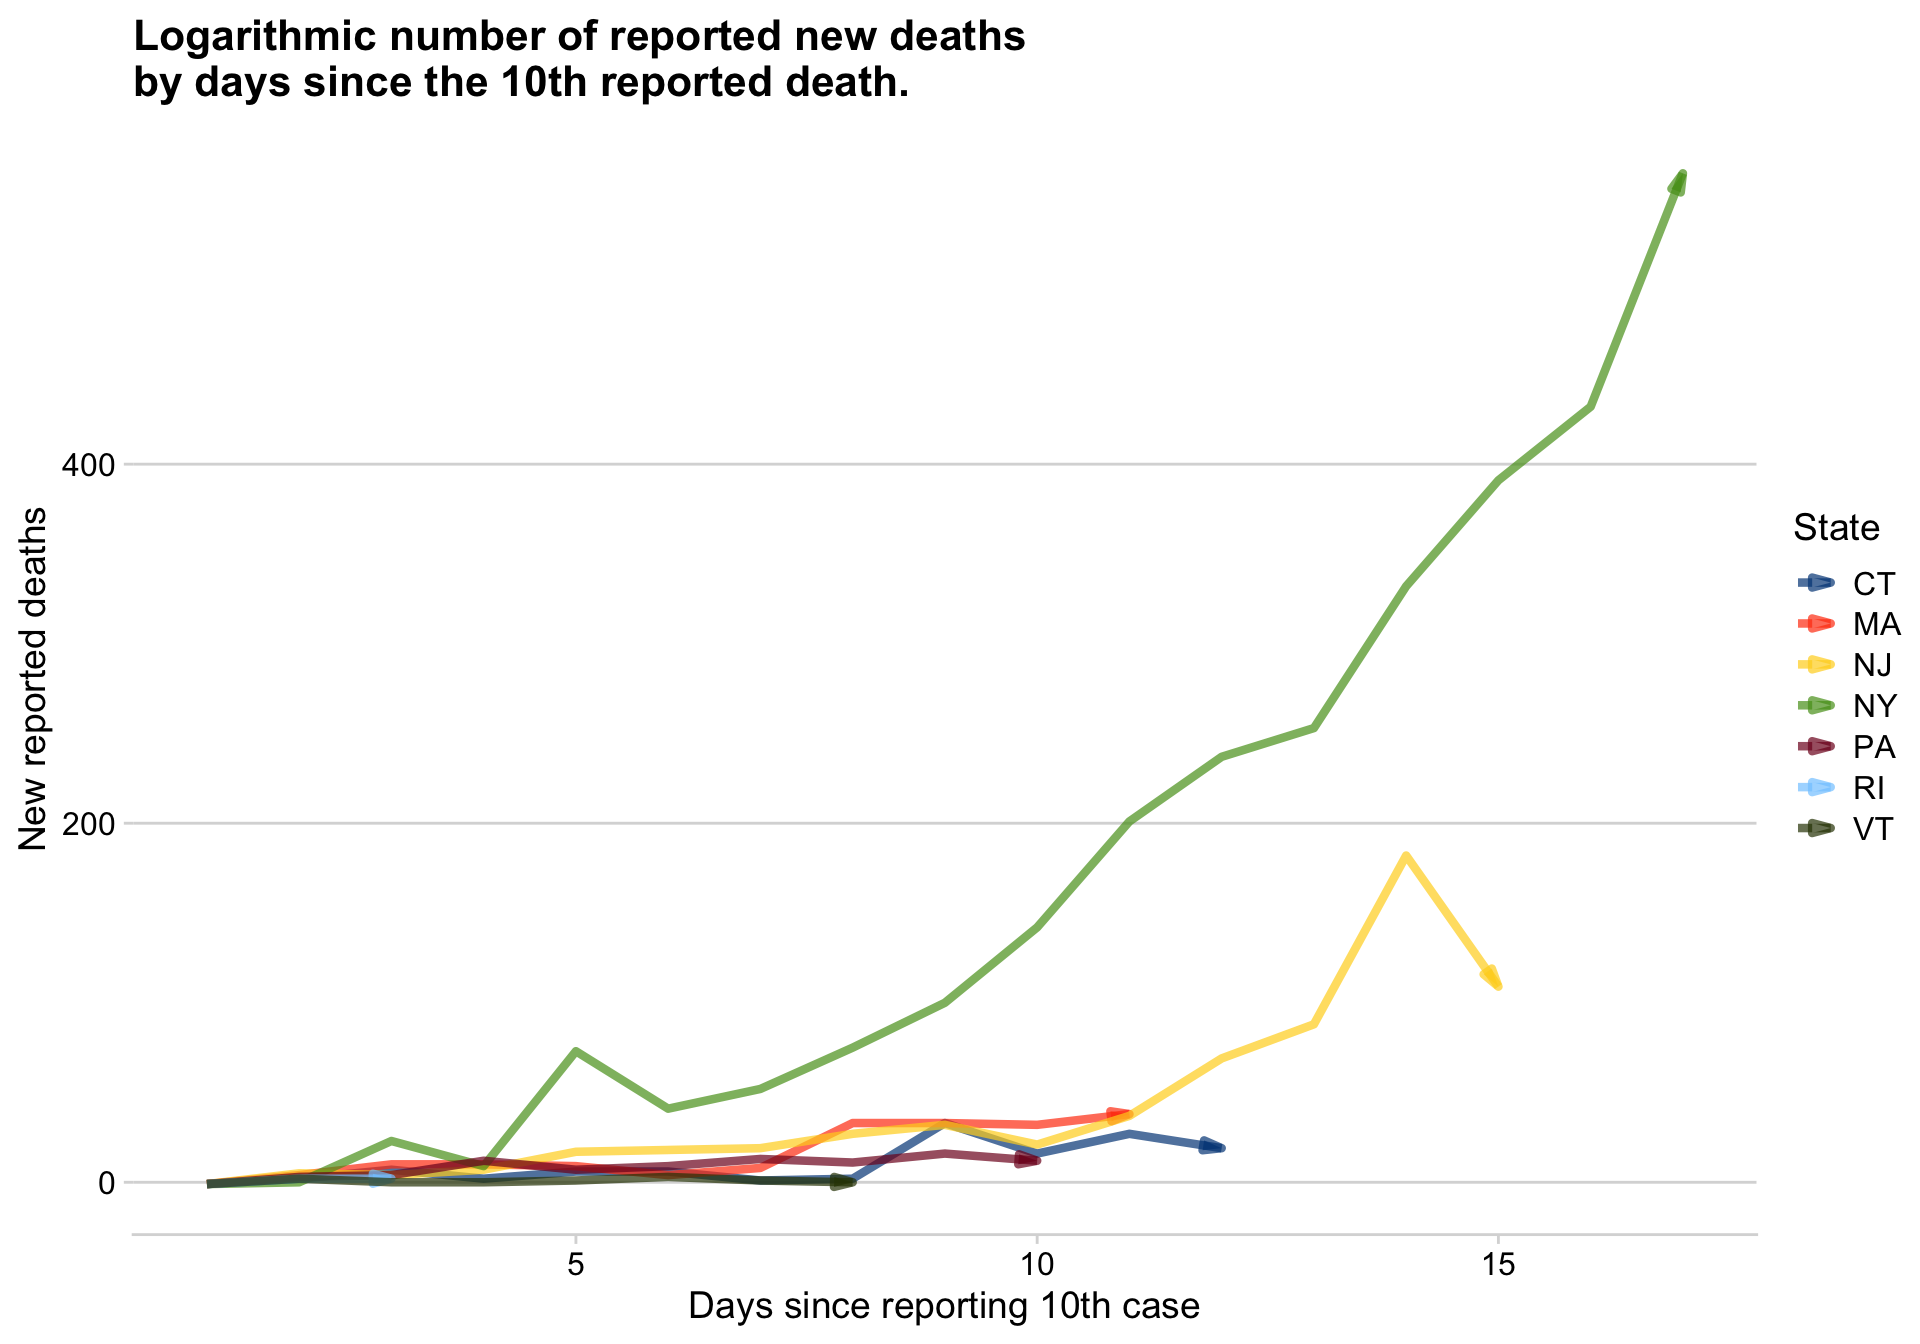 Logarithmic number of reported new deaths
by days since the 10th reported death.
New reported deaths
400
200
0
5
10
15
Days since reporting 10th case
State
CT
MA
NJ
NY
PA
RI
VT